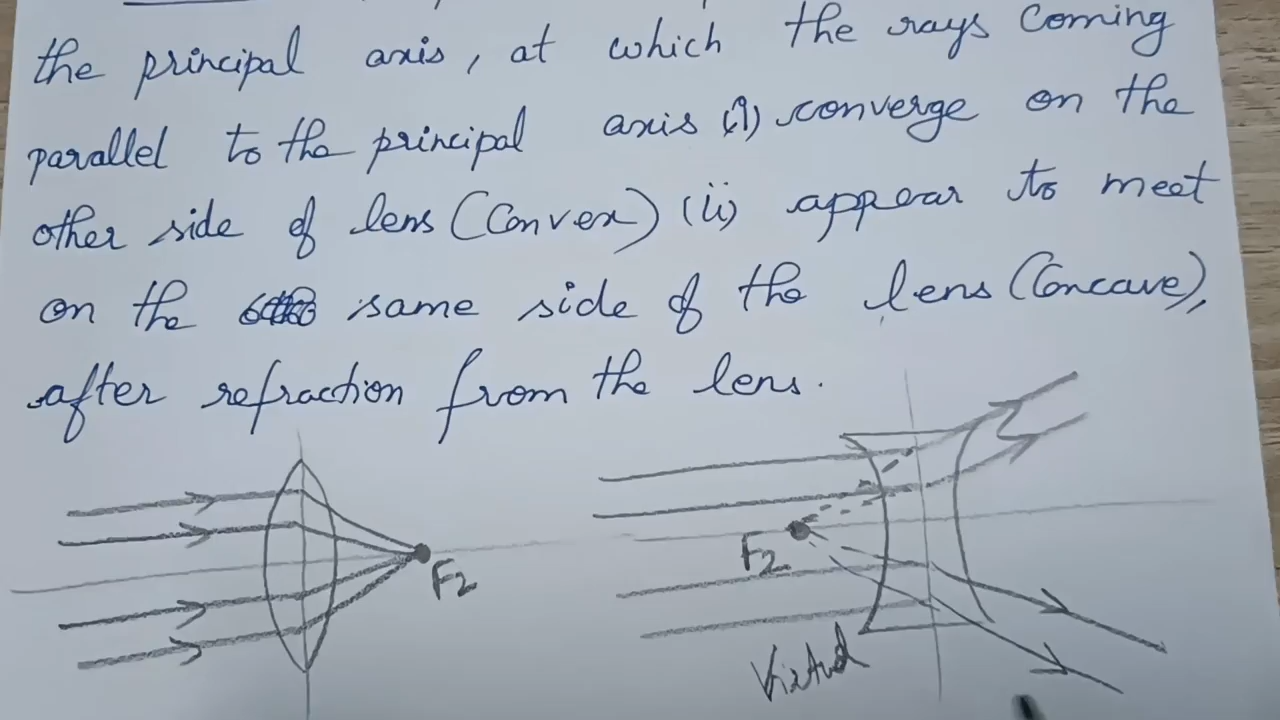 the principal axis, at which the rays coming
parallel to the principal axis (i) converge on the
other side of lens (Convex) (ii) appear to meet
on the same side of the lens (Concave),
after refraction from the lens.
F2
F2
Virtual